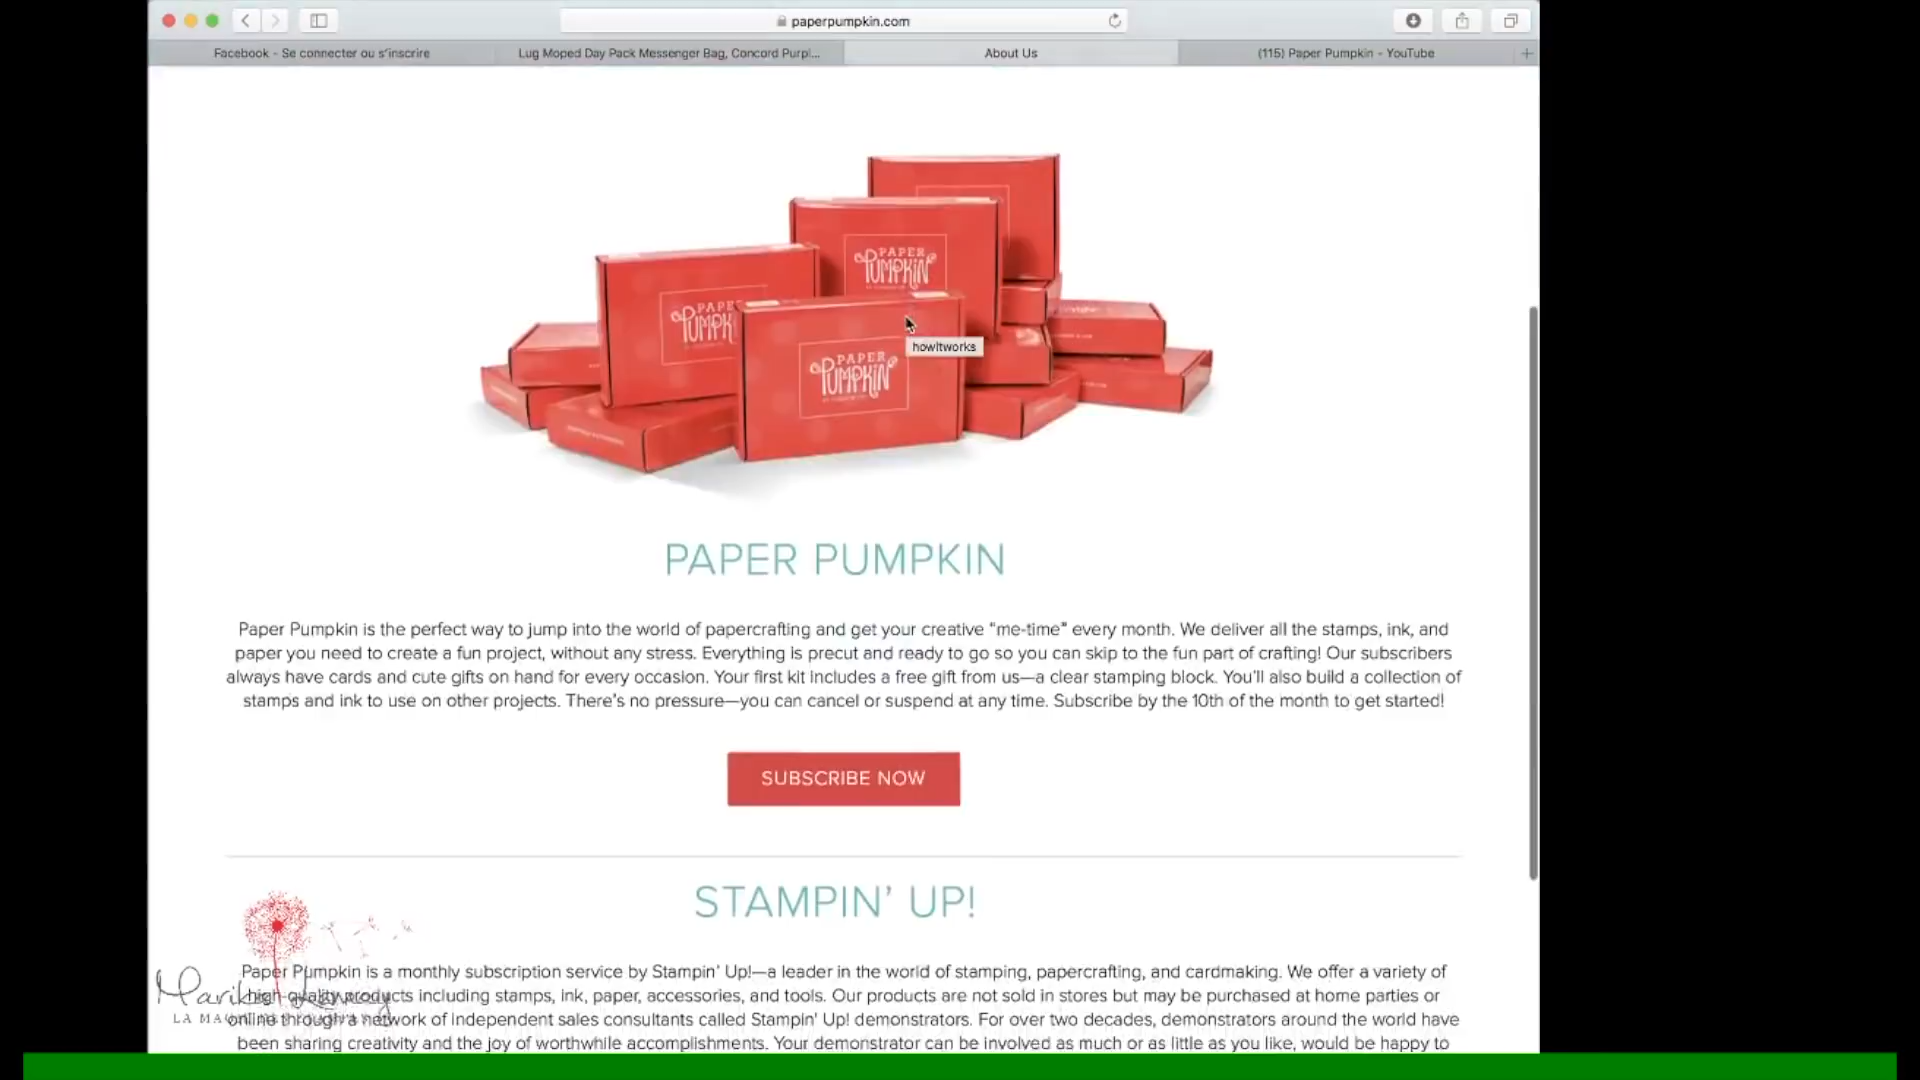 paperpumpkin.com
Facebook - Se connecter ou s'inscrire
Lug Moped Day Pack Messenger Bag, Concord Purpl...
About Us
(115) Paper Pumpkin - YouTube
PAPER
PUMPKIN
PAPER
PUMPKIN
howitworks
PAPER
PUMPKIN
PAPER PUMPKIN
Paper Pumpkin is the perfect way to jump into the world of papercrafting and get your creative "me-time" every month. We deliver all the stamps, ink, and
paper you need to create a fun project, without any stress. Everything is precut and ready to go so you can skip to the fun part of crafting! Our subscribers
always have cards and cute gifts on hand for every occasion. Your first kit includes a free gift from us—a clear stamping block. You'll also build a collection of
stamps and ink to use on other projects. There's no pressure—you can cancel or suspend at any time. Subscribe by the 10th of the month to get started!
SUBSCRIBE NOW
STAMPIN' UP!
Paper Pumpkin is a monthly subscription service by Stampin' Up!—a leader in the world of stamping, papercrafting, and cardmaking. We offer a variety of
high-quality products including stamps, ink, paper, accessories, and tools. Our products are not sold in stores but may be purchased at home parties or
online through a network of independent sales consultants called Stampin' Up! demonstrators. For over two decades, demonstrators around the world have
been sharing creativity and the joy of worthwhile accomplishments. Your demonstrator can be involved as much or as little as you like, would be happy to